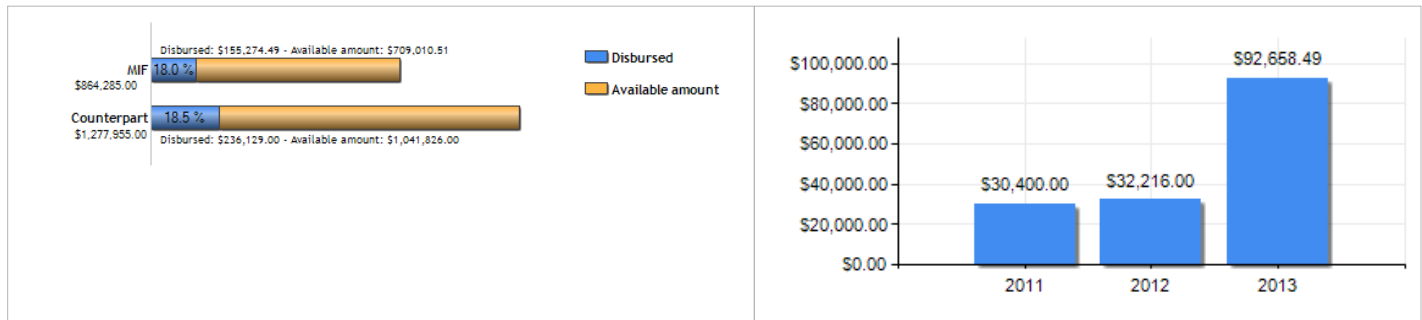 Disbursed: $155,274.49 - Available amount: $709,010.51
MIF 18.0 %
$864,285.00
Counterpart 18.5 %
$1,277,955.00
Disbursed: $236,129.00 - Available amount: $1,041,826.00
Disbursed
Available amount
$92,658.49
$100,000.00
$80,000.00
$60,000.00
$40,000.00 $30,400.00 $32,216.00
$20,000.00
$0.00
2011 2012 2013